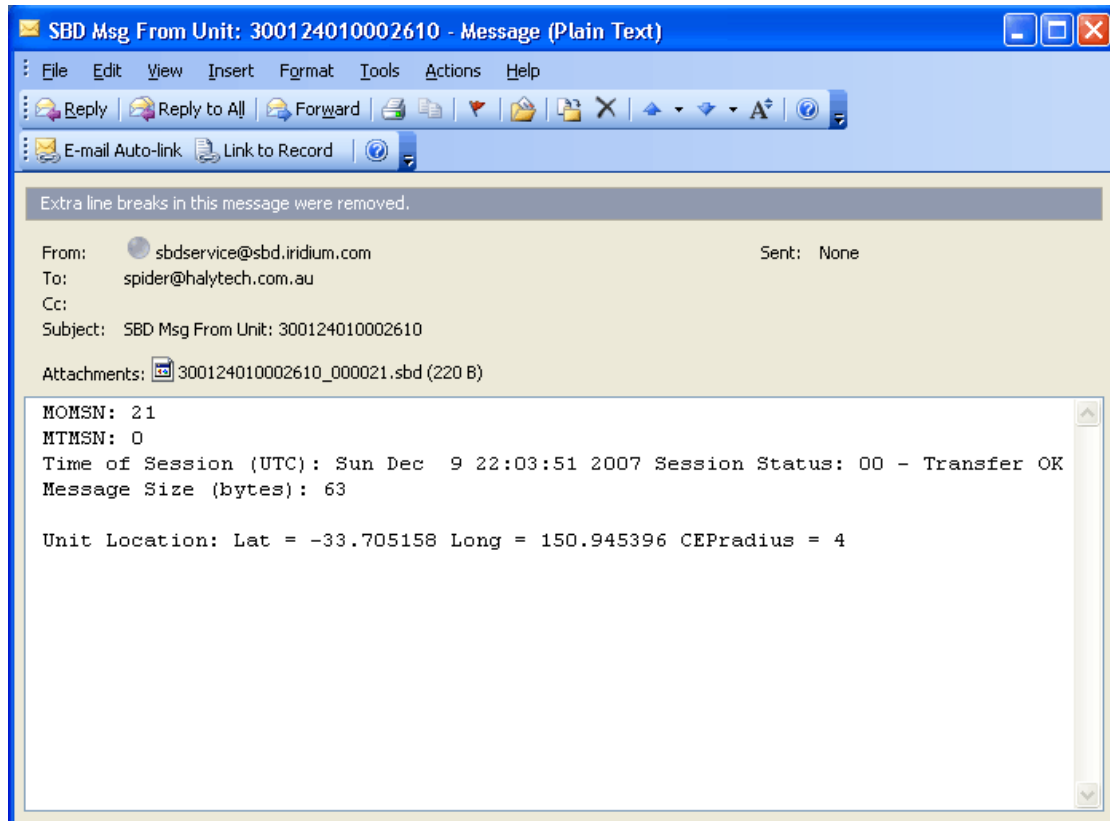 SBD Msg From Unit: 300124010002610 - Message (Plain Text)
File Edit View Insert Format Tools Actions Help
Reply Reply to All Forward
E-mail Auto-link Link to Record
Extra line breaks in this message were removed.
From: sbdservice@sbd.iridium.com Sent: None
To: spider@halytech.com.au
Cc:
Subject: SBD Msg From Unit: 300124010002610
Attachments: 300124010002610_000021.sbd (220 B)
MOMSN: 21
MTMSN: 0
Time of Session (UTC): Sun Dec  9 22:03:51 2007 Session Status: 00 - Transfer OK
Message Size (bytes): 63
Unit Location: Lat = -33.705158 Long = 150.945396 CEPradius = 4